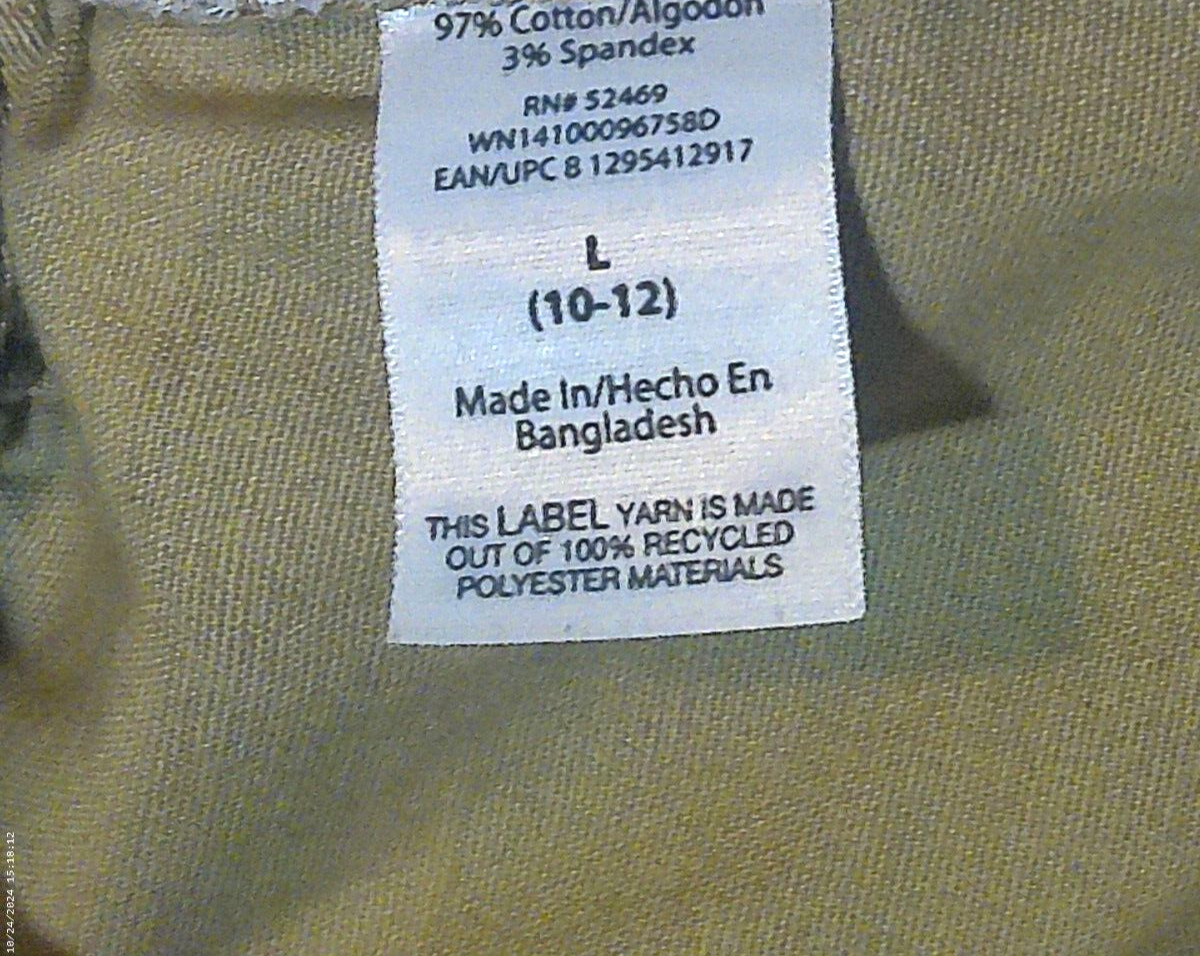 97% Cotton/Algodon
3% Spandex
RN# 52469
WN14100096758D
EAN/UPC 8 1295412917
L
(10-12)
Made In/Hecho En
Bangladesh
THIS LABEL YARN IS MADE
OUT OF 100% RECYCLED
POLYESTER MATERIALS
10/24/2024 15:18:12